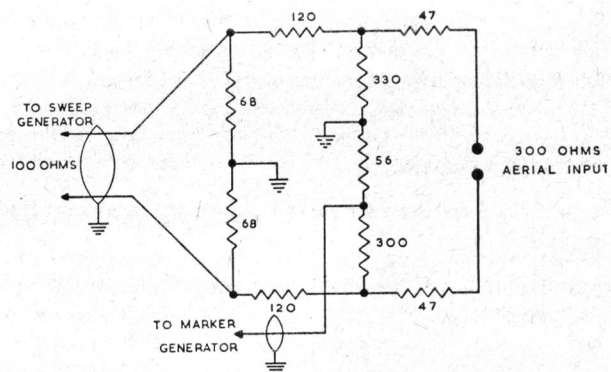 120
47
330
68
TO SWEEP
GENERATOR
100 OHMS
56
300 OHMS
AERIAL INPUT
68
300
120
47
TO MARKER
GENERATOR